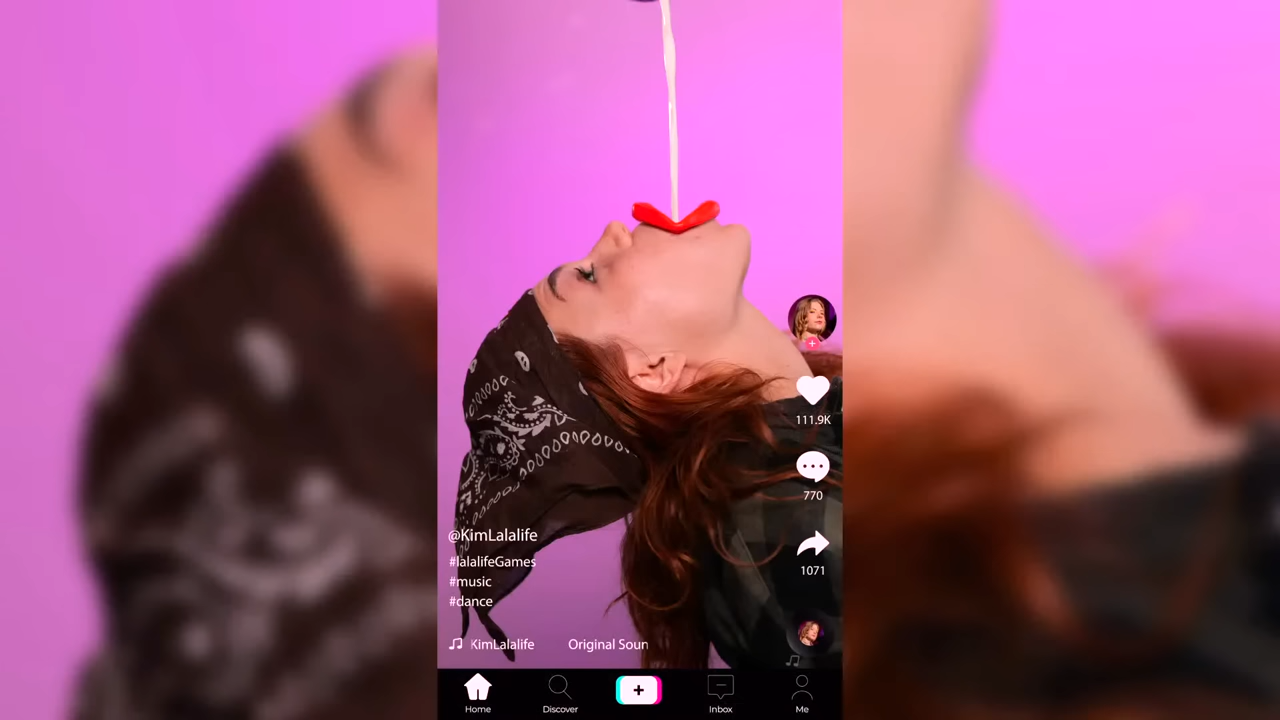 111.9K
770
@KimLalalife
#lalalifeGames
1071
#music
#dance
KimLalalife Original Soun
Home Discover Inbox Me